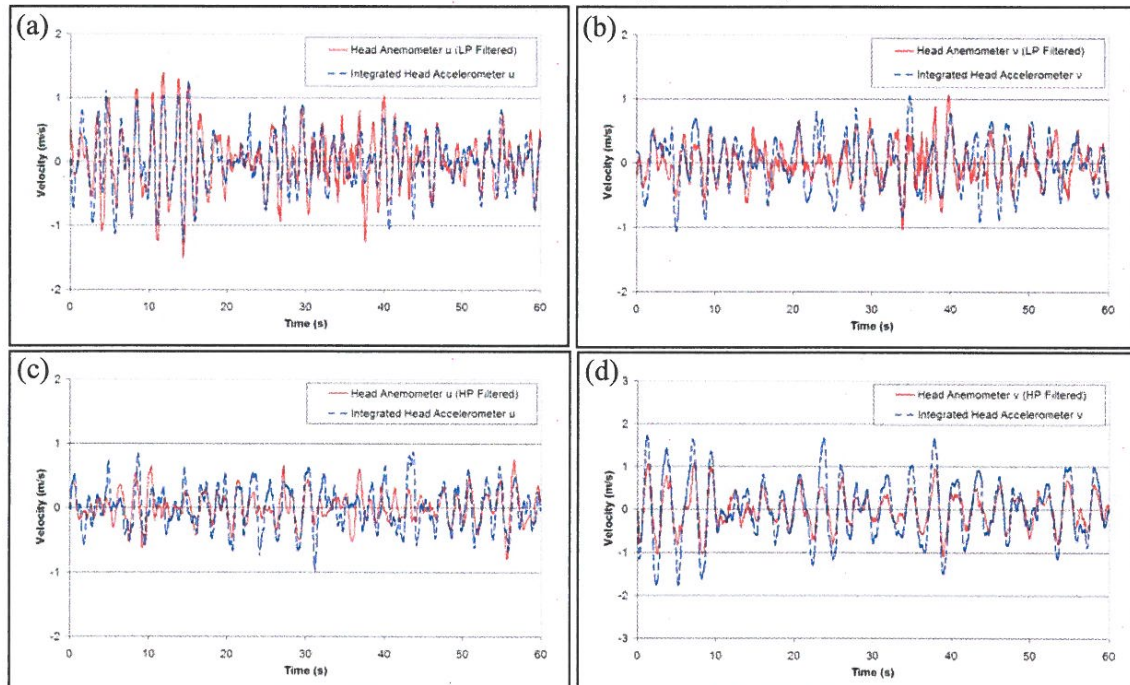 (a)
2
1
0
-1
-2
Velocity (m/s)
Head Anemometer u (LP Filtered)
Integrated Head Accelerometer u
0 10 20 30 40 50 60
Time (s)
(b)
2
1
0
-1
-2
Velocity (m/s)
Head Anemometer v (LP Filtered)
Integrated Head Accelerometer v
0 10 20 30 40 50 60
Time (s)
(c)
2
1
0
-1
-2
Velocity (m/s)
Head Anemometer u (HP Filtered)
Integrated Head Accelerometer u
0 10 20 30 40 50 60
Time (s)
(d)
3
2
1
0
-1
-2
-3
Velocity (m/s)
Head Anemometer v (HP Filtered)
Integrated Head Accelerometer v
0 10 20 30 40 50 60
Time (s)